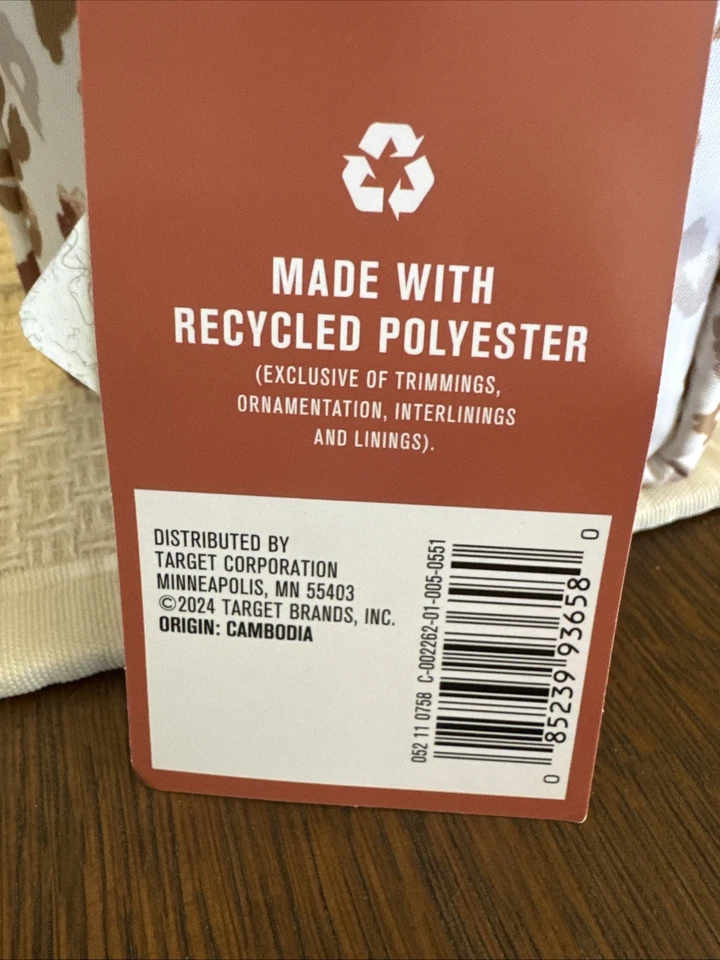 MADE WITH
RECYCLED POLYESTER
(EXCLUSIVE OF TRIMMINGS,
ORNAMENTATION, INTERLININGS
AND LININGS).
DISTRIBUTED BY
TARGET CORPORATION
MINNEAPOLIS, MN 55403
©2024 TARGET BRANDS, INC.
ORIGIN: CAMBODIA
052 11 0758 C-002262-01-005-0551
0 85239 93658 0